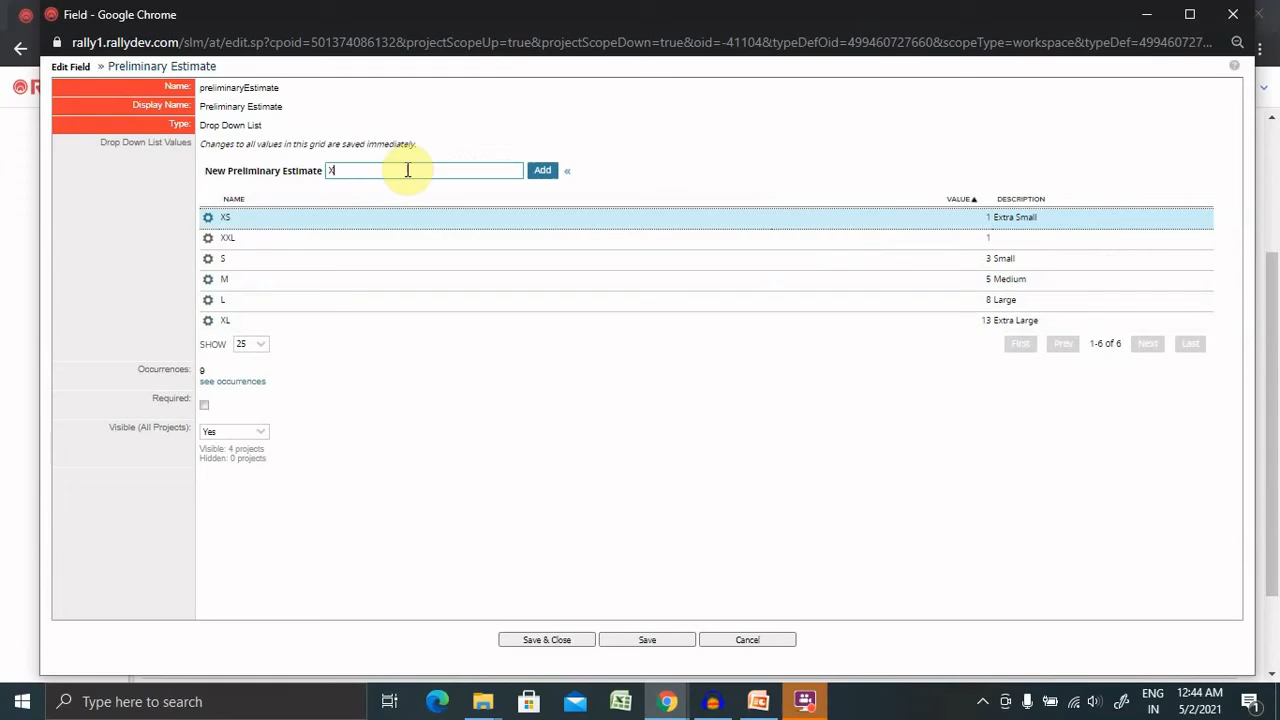 Field - Google Chrome
rally1.rallydev.com/slm/at/edit.sp?cpoid=501374086132&projectScopeUp=true&projectScopeDown=true&oid=-41104&typeDefOid=499460727660&scopeType=workspace&typeDef=499460727...
Edit Field » Preliminary Estimate
Name: preliminaryEstimate
Display Name: Preliminary Estimate
Type: Drop Down List
Drop Down List Values Changes to all values in this grid are saved immediately.
New Preliminary Estimate X Add «
NAME VALUE▲ DESCRIPTION
XS 1 Extra Small
XXL 1
S 3 Small
M 5 Medium
L 8 Large
XL 13 Extra Large
SHOW 25 First Prev 1-6 of 6 Next Last
Occurrences: 9
see occurrences
Required:
Visible (All Projects): Yes
Visible: 4 projects
Hidden: 0 projects
Save & Close Save Cancel
Type here to search
ENG 12:44 AM
IN 5/2/2021
1